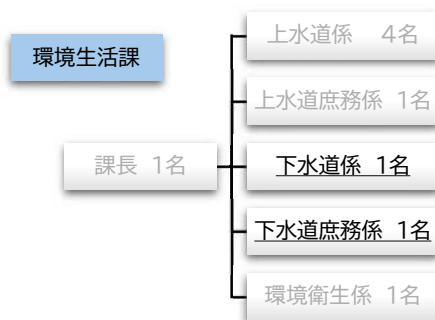 環境生活課
上水道係　4名
上水道庶務係 1名
課長 1名
下水道係 1名
下水道庶務係 1名
環境衛生係 1名